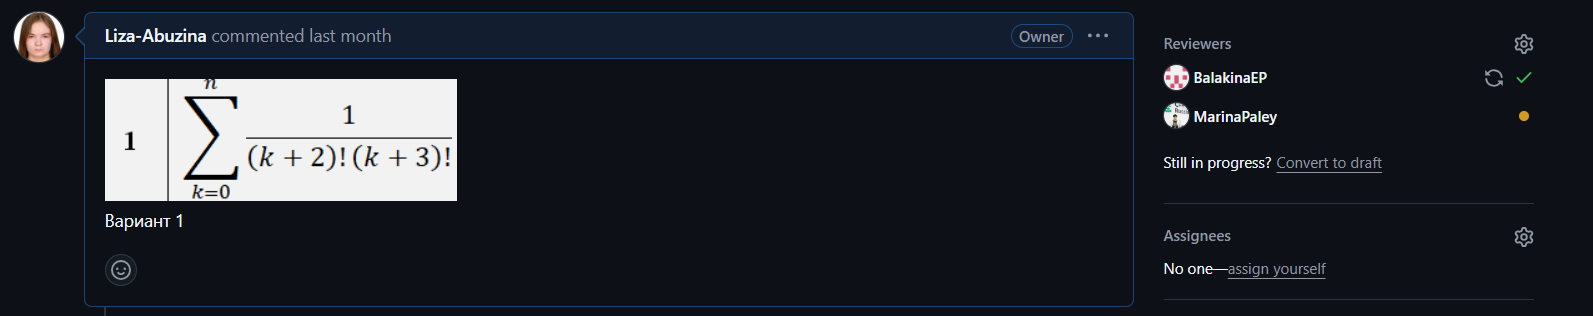 Liza-Abuzina commented last month
Owner
1
n
∑
k=0
1
(k + 2)! (k + 3)!
Вариант 1
Reviewers
BalakinaEP
MarinaPaley
Still in progress? Convert to draft
Assignees
No one—assign yourself